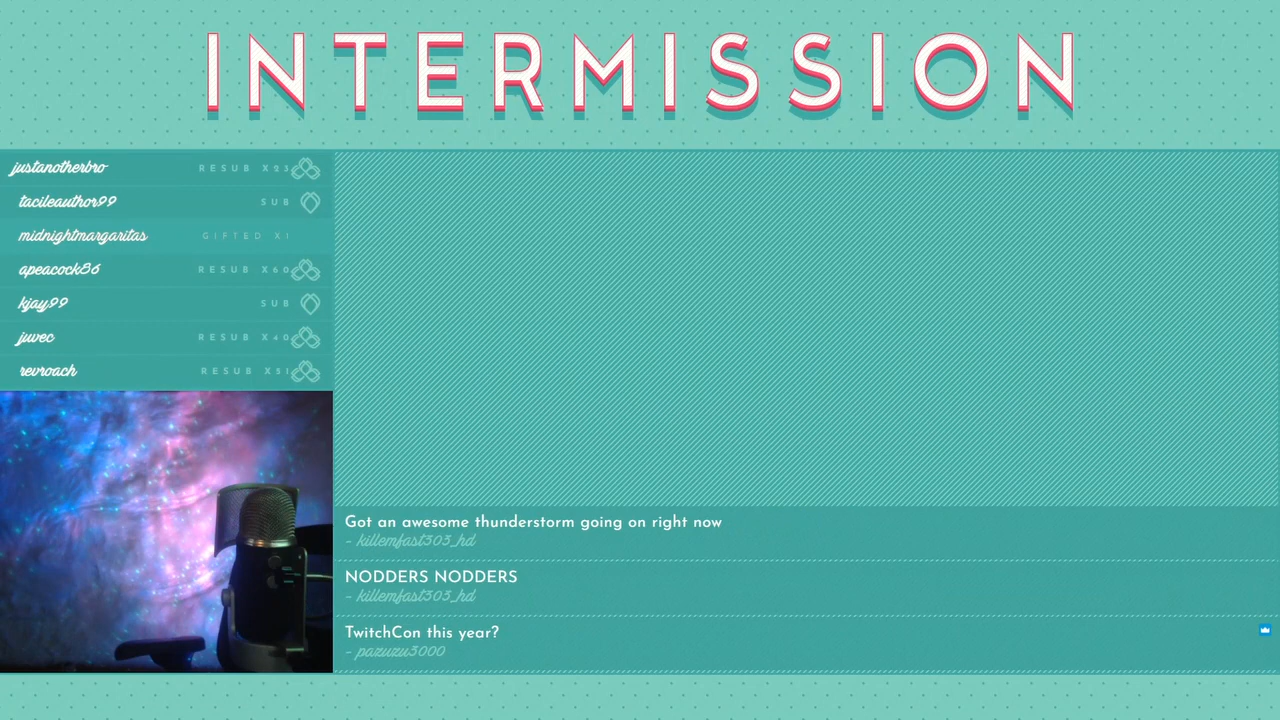 INTERMISSION
justanotherbro RESUB X23
tacileauthor99 SUB
midnightmargaritas GIFTED X1
apeacock86 RESUB X60
kjay99 SUB
juvec RESUB X40
revroach RESUB X51
Got an awesome thunderstorm going on right now
- killemfast303_hd
NODDERS NODDERS
- killemfast303_hd
TwitchCon this year?
- pazuzu3000